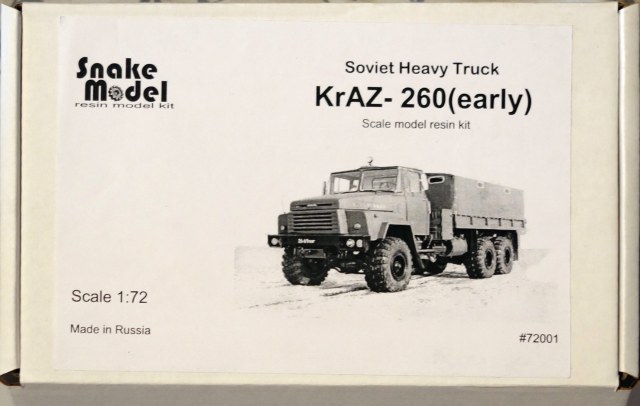 Snake
Model
resin model kit
Soviet Heavy Truck
KrAZ- 260(early)
Scale model resin kit
Scale 1:72
Made in Russia
#72001